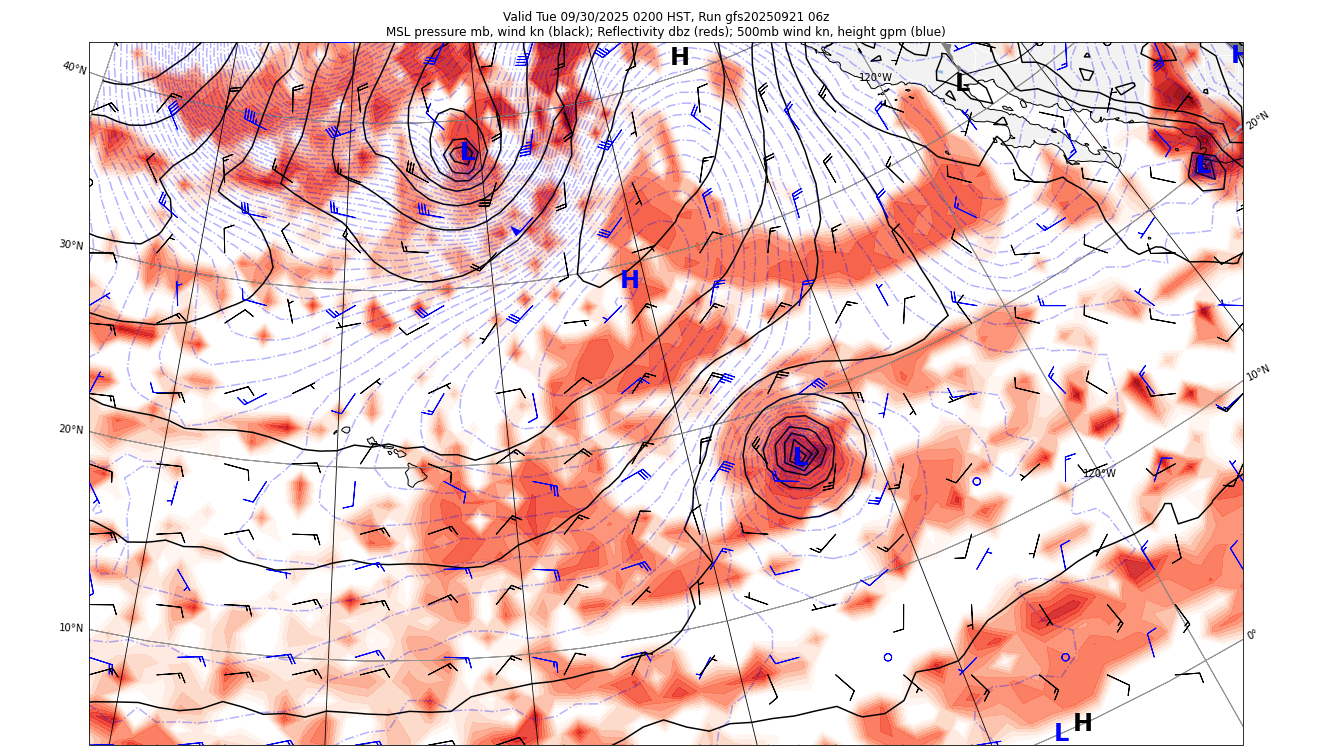 Valid Tue 09/30/2025 0200 HST, Run gfs20250921 06z
MSL pressure mb, wind kn (black); Reflectivity dbz (reds); 500mb wind kn, height gpm (blue)
H
H
40°N
120°W
L
20°N
L
L
30°N
H
10°N
20°N
L
120°W
10°N
0°
H
L